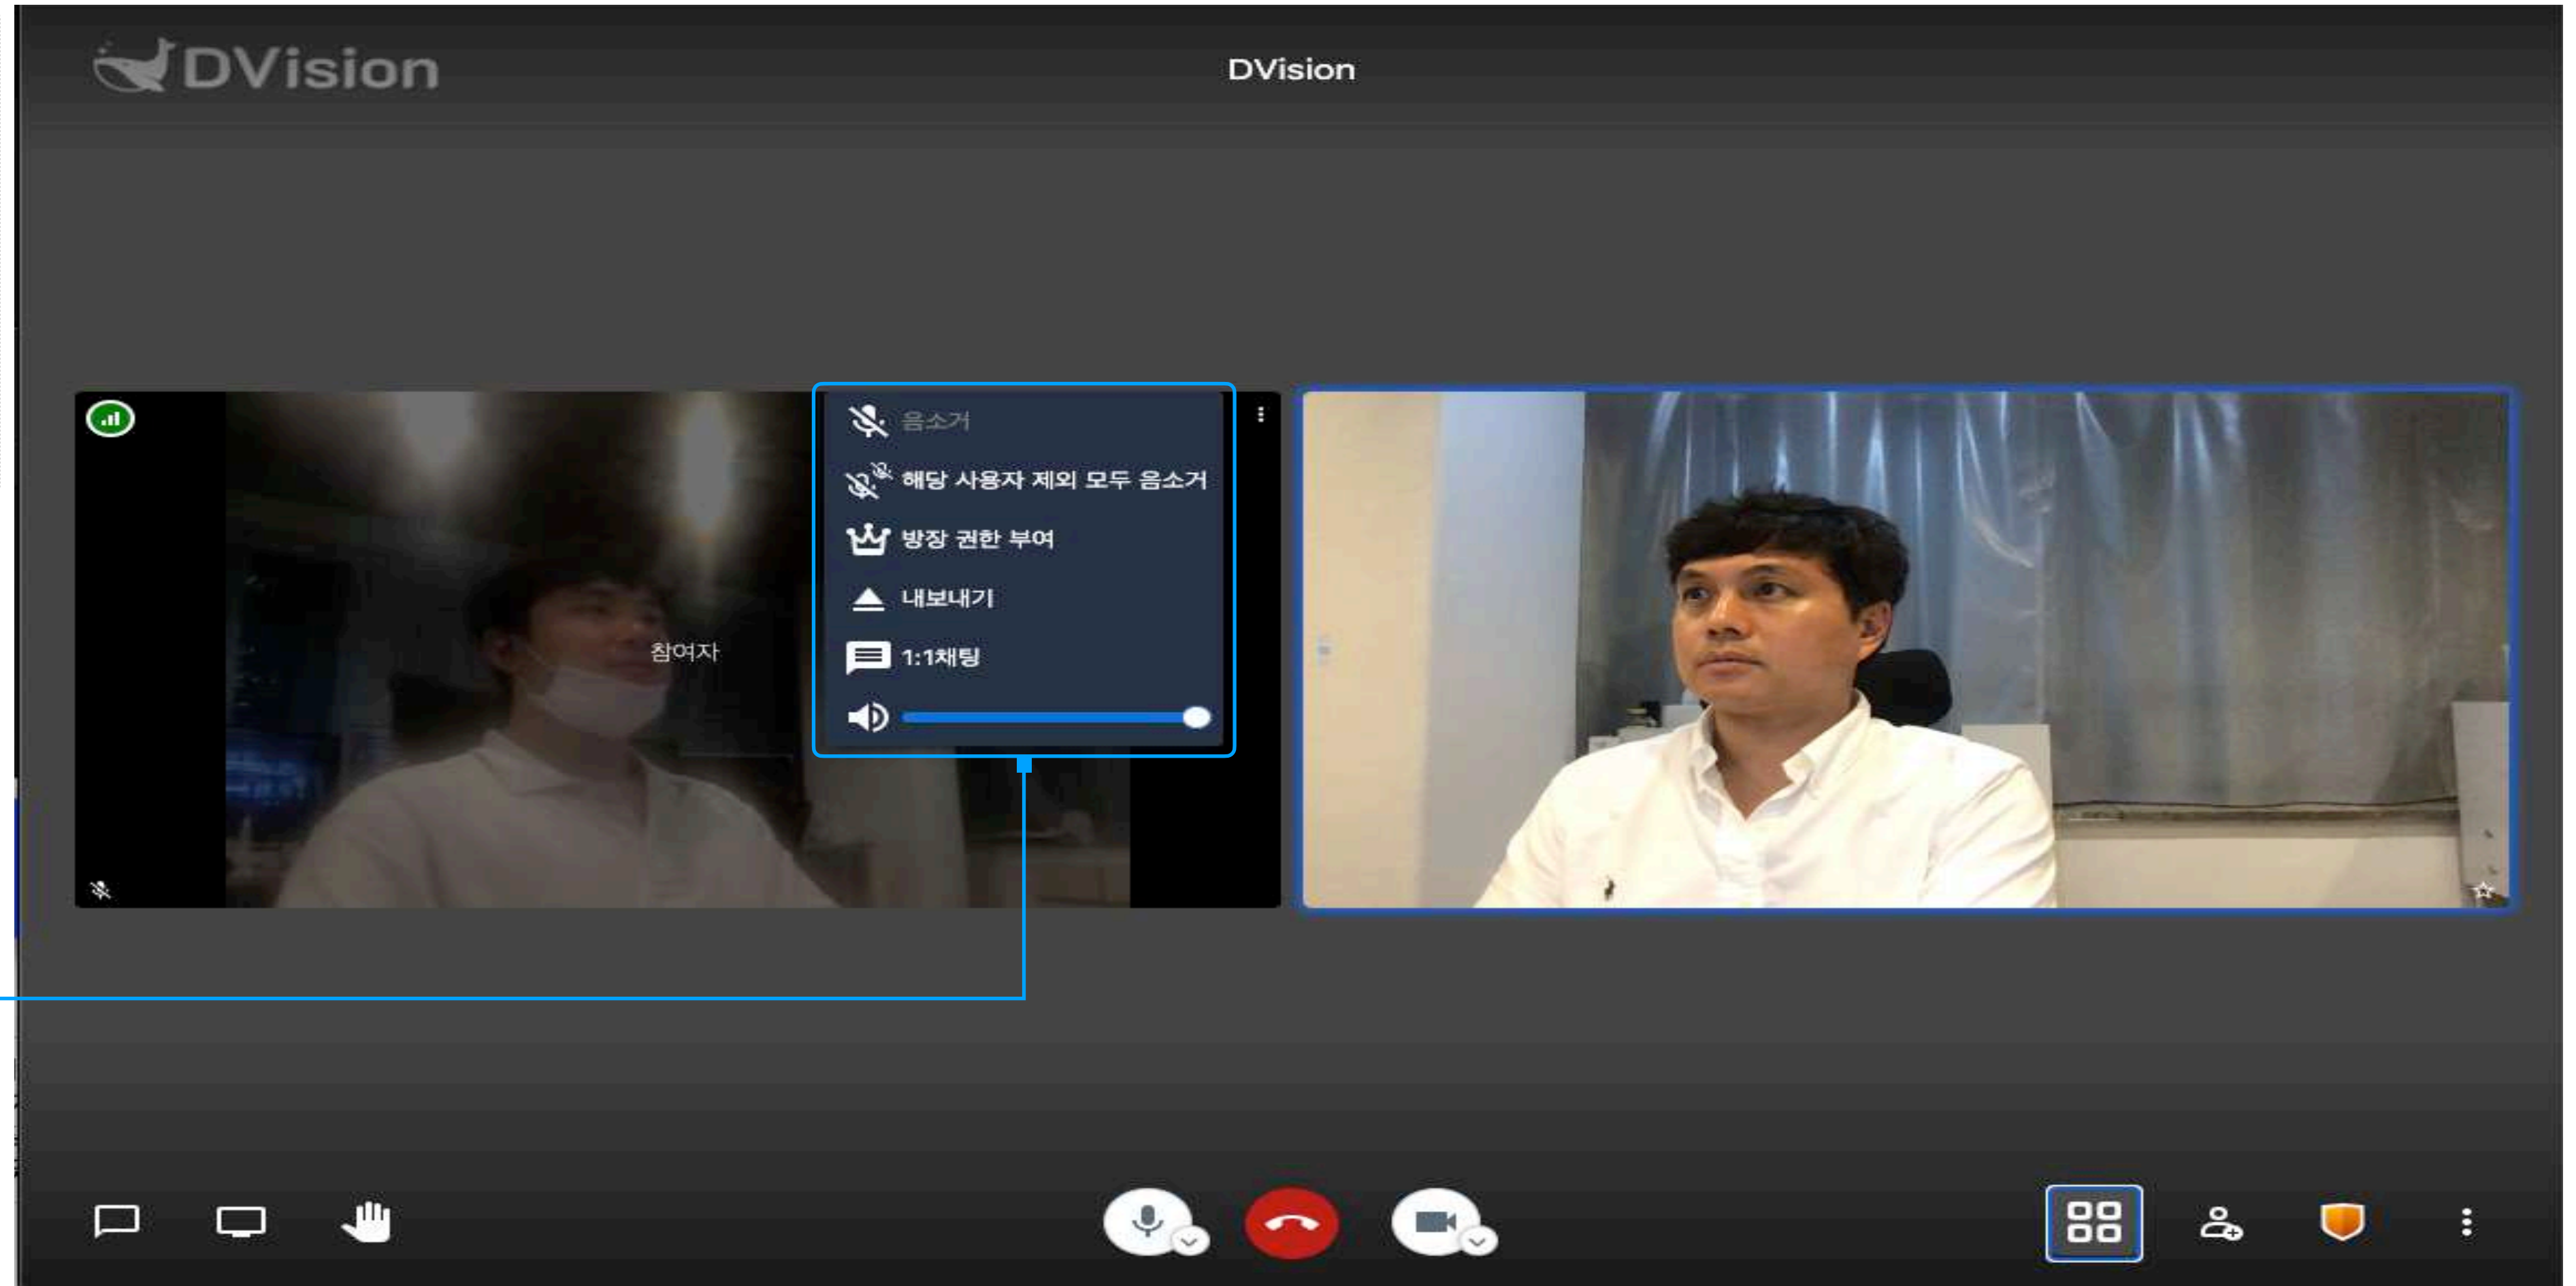 DVision
DVision
음소거
해당 사용자 제외 모두 음소거
방장 권한 부여
내보내기
참여자
1:1채팅